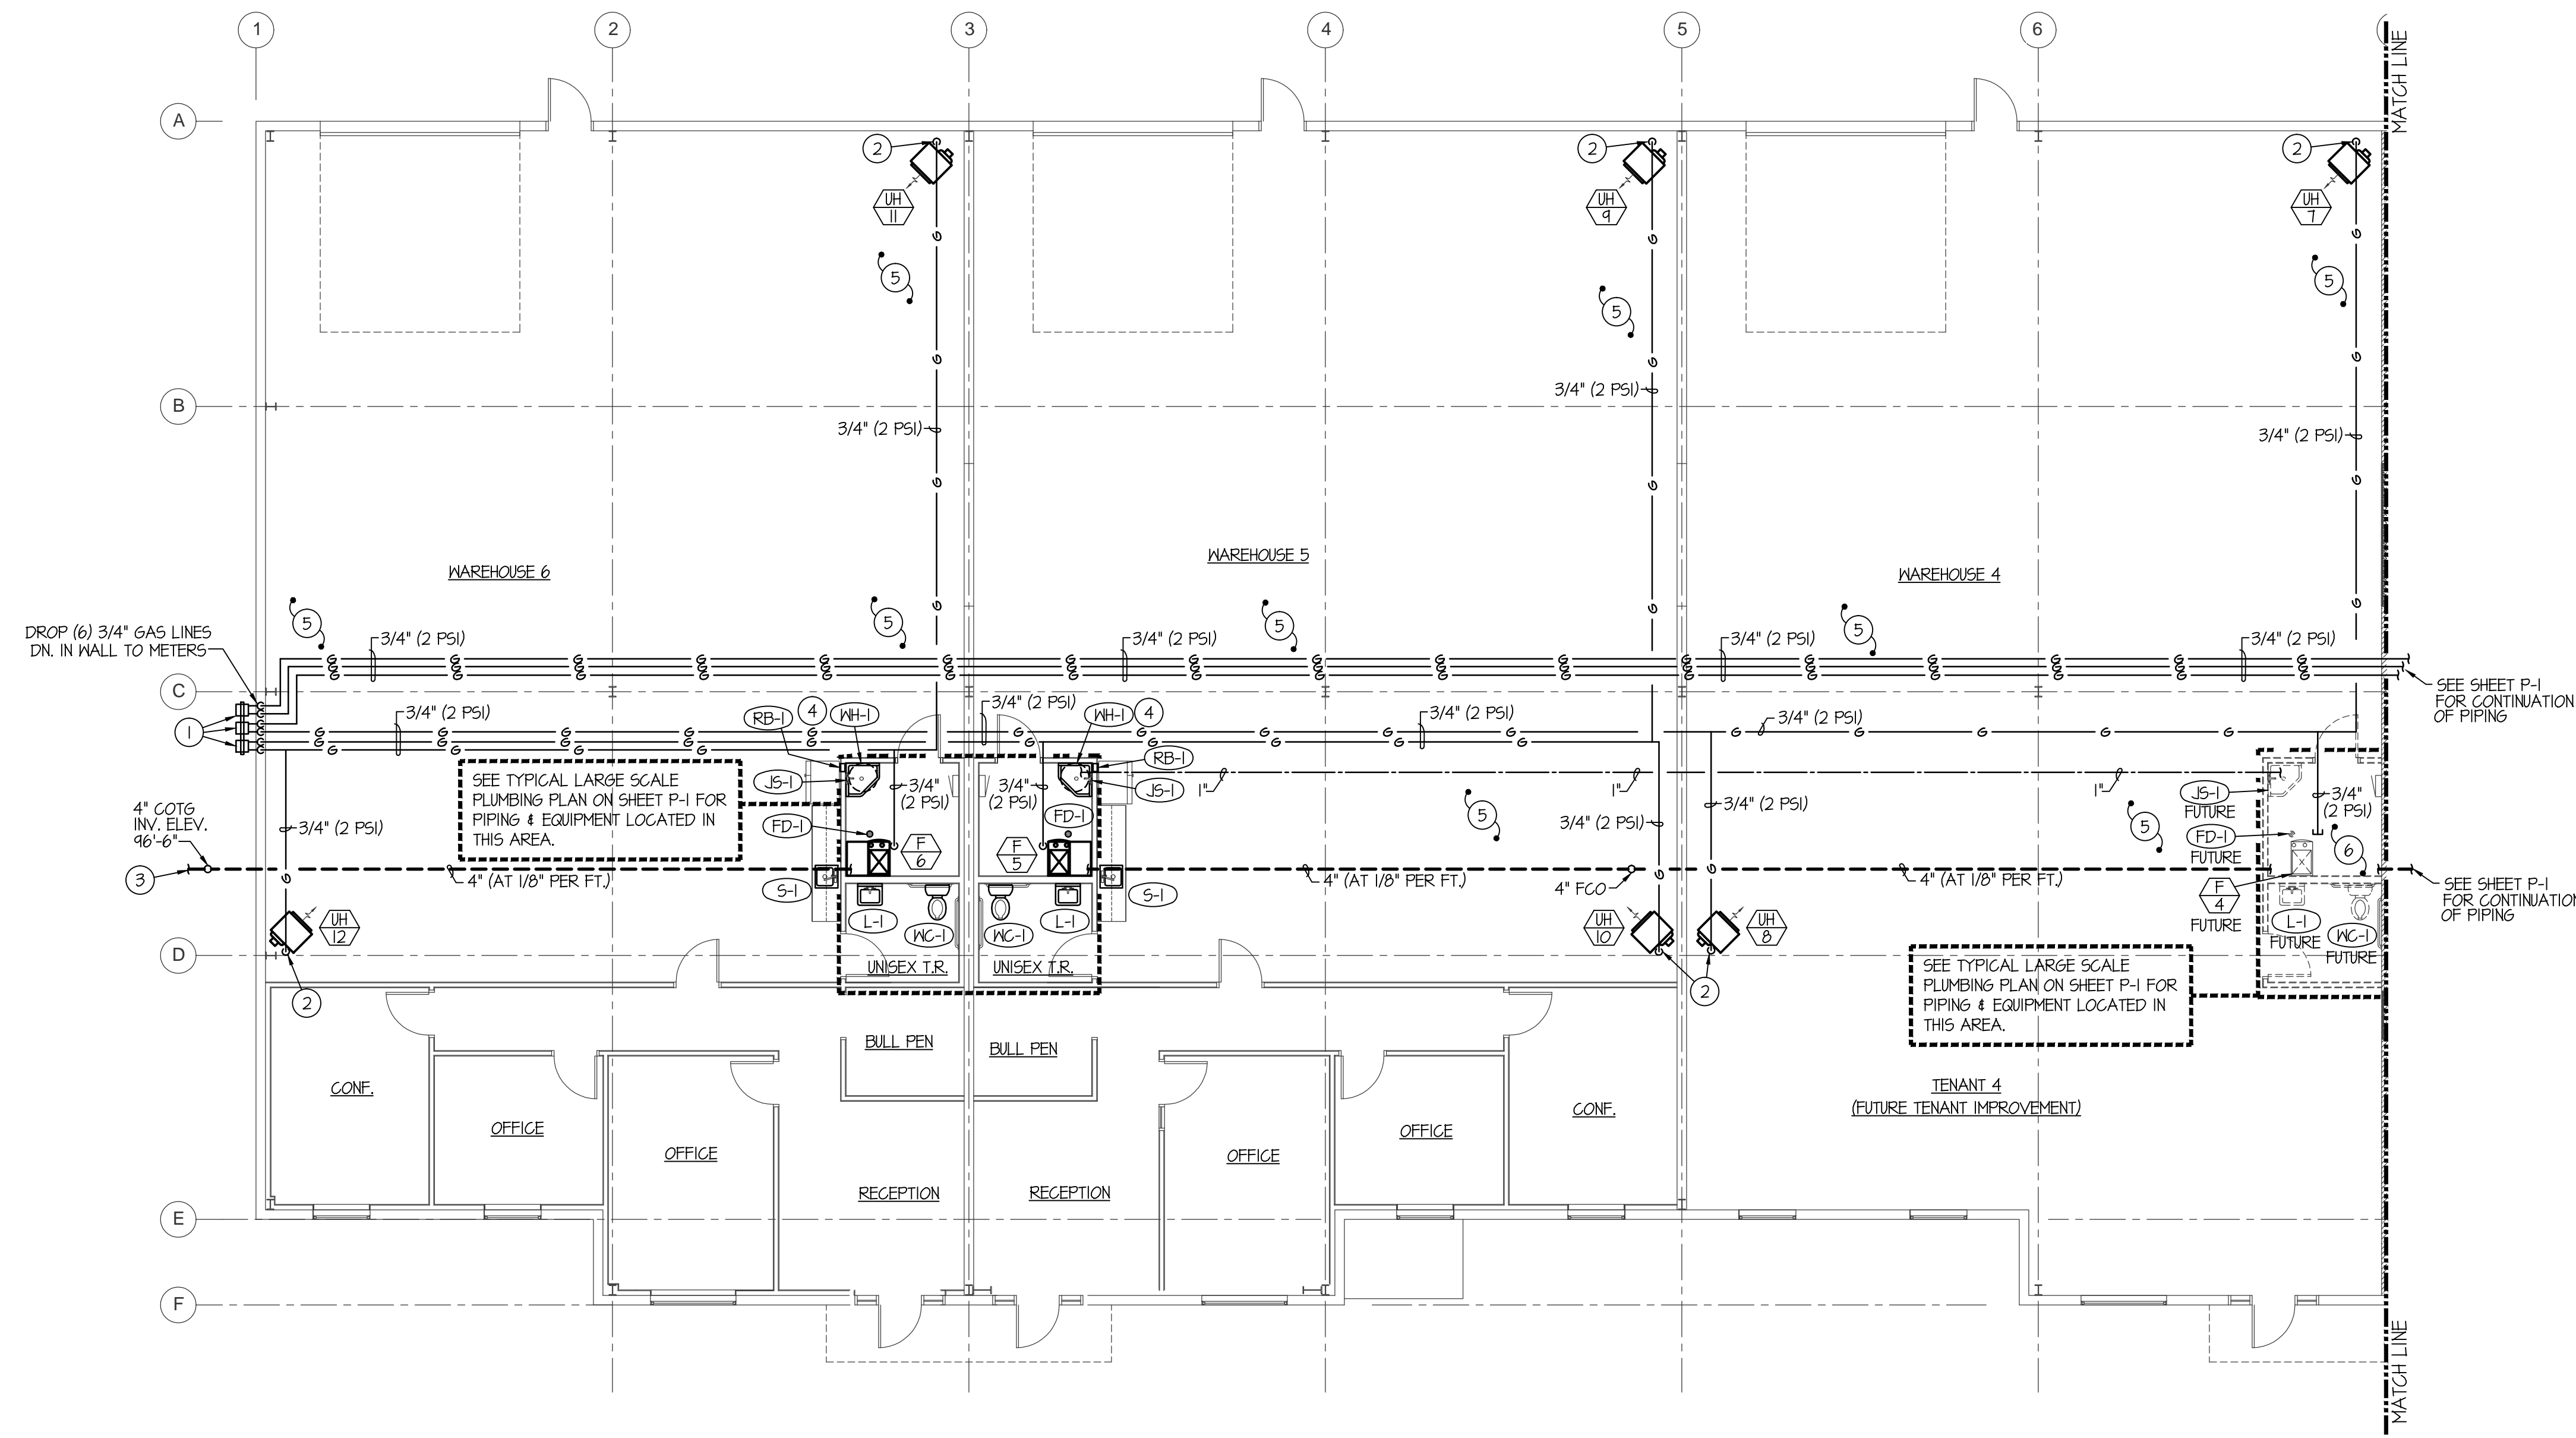 1
2
3
4
5
6
MATCH LINE
A
2
UH
11
2
UH
9
2
UH
7
5
5
5
B
3/4" (2 PSI)
3/4" (2 PSI)
3/4" (2 PSI)
WAREHOUSE 6
WAREHOUSE 5
WAREHOUSE 4
5
5
5
5
DROP (6) 3/4" GAS LINES
DN. IN WALL TO METERS
3/4" (2 PSI)
3/4" (2 PSI)
3/4" (2 PSI)
3/4" (2 PSI)
G G G G G G G G G G G G G G G G G
C
SEE SHEET P-1
FOR CONTINUATION
OF PIPING
1
3/4" (2 PSI)
RB-1
4
WH-1
3/4" (2 PSI)
WH-1
4
3/4" (2 PSI)
3/4" (2 PSI)
RB-1
SEE TYPICAL LARGE SCALE
PLUMBING PLAN ON SHEET P-1 FOR
PIPING & EQUIPMENT LOCATED IN
THIS AREA.
JS-1
3/4"
(2 PSI)
3/4"
(2 PSI)
JS-1
1"
1"
1"
JS-1
FUTURE
3/4"
(2 PSI)
4" COTG
INV. ELEV.
96'-6"
3/4" (2 PSI)
FD-1
FD-1
5
3/4" (2 PSI)
3/4" (2 PSI)
5
FD-1
FUTURE
6
F
6
F
5
3
4" (AT 1/8" PER FT.)
S-1
S-1
4" (AT 1/8" PER FT.)
4" FCO
4" (AT 1/8" PER FT.)
F
4
FUTURE
SEE SHEET P-1
FOR CONTINUATION
OF PIPING
L-1
WC-1
WC-1
L-1
L-1
FUTURE
WC-1
FUTURE
UH
12
UH
10
UH
8
D
2
UNISEX T.R.
UNISEX T.R.
2
SEE TYPICAL LARGE SCALE
PLUMBING PLAN ON SHEET P-1 FOR
PIPING & EQUIPMENT LOCATED IN
THIS AREA.
BULL PEN
BULL PEN
CONF.
OFFICE
OFFICE
OFFICE
OFFICE
CONF.
TENANT 4
(FUTURE TENANT IMPROVEMENT)
RECEPTION
RECEPTION
E
F
MATCH LINE